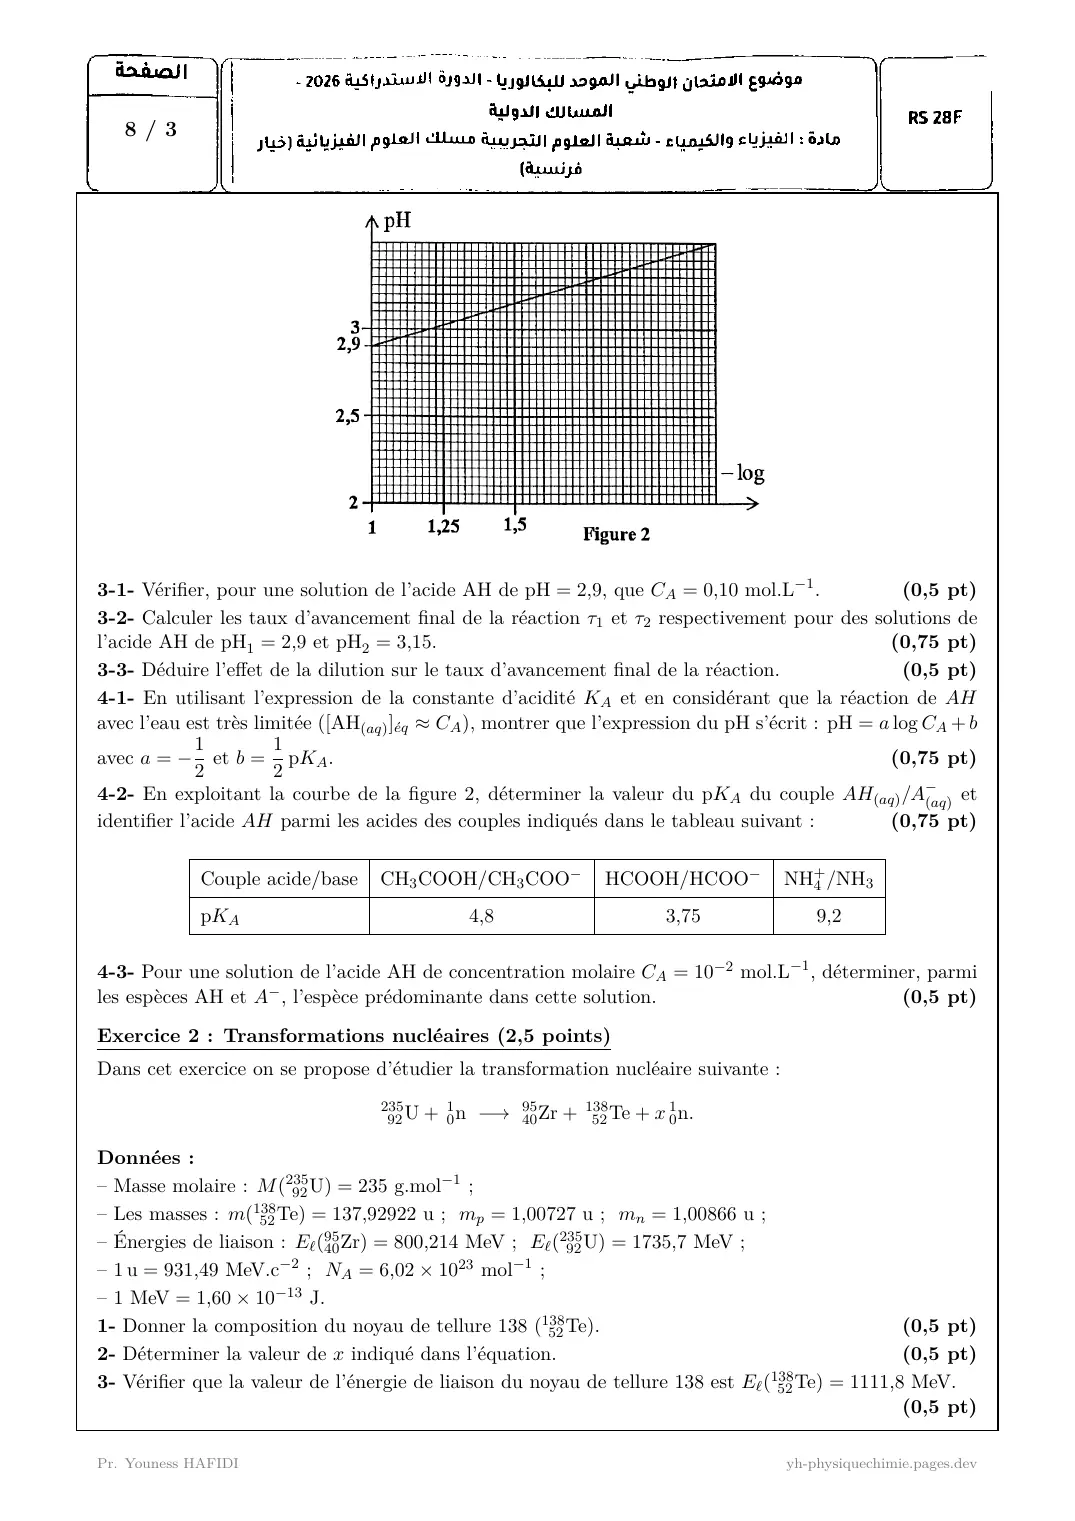 الصفحة
8 / 3
موضوع الامتحان الوطني الموحد للبكالوريا - الدورة الاستدراكية 2026 -
المسالك الدولية
مادة : الفيزياء والكيمياء - شعبة العلوم التجريبية مسلك العلوم الفيزيائية (خيار
فرنسية)
RS 28F
pH
3
2,9
2,5
2
1
1,25
1,5
– log
Figure 2
3-1- Vérifier, pour une solution de l'acide AH de pH = 2,9, que C_A = 0,10 mol.L⁻¹. (0,5 pt)
3-2- Calculer les taux d'avancement final de la réaction τ₁ et τ₂ respectivement pour des solutions de
l'acide AH de pH₁ = 2,9 et pH₂ = 3,15. (0,75 pt)
3-3- Déduire l'effet de la dilution sur le taux d'avancement final de la réaction. (0,5 pt)
4-1- En utilisant l'expression de la constante d'acidité K_A et en considérant que la réaction de AH
avec l'eau est très limitée ([AH(aq)]éq ≈ C_A), montrer que l'expression du pH s'écrit : pH = a log C_A + b
avec a = −1/2 et b = 1/2 pK_A. (0,75 pt)
4-2- En exploitant la courbe de la figure 2, déterminer la valeur du pK_A du couple AH(aq)/A⁻(aq) et
identifier l'acide AH parmi les acides des couples indiqués dans le tableau suivant : (0,75 pt)
Couple acide/base CH₃COOH/CH₃COO⁻ HCOOH/HCOO⁻ NH₄⁺/NH₃
pK_A 4,8 3,75 9,2
4-3- Pour une solution de l'acide AH de concentration molaire C_A = 10⁻² mol.L⁻¹, déterminer, parmi
les espèces AH et A⁻, l'espèce prédominante dans cette solution. (0,5 pt)
Exercice 2 : Transformations nucléaires (2,5 points)
Dans cet exercice on se propose d'étudier la transformation nucléaire suivante :
²³⁵₉₂U + ¹₀n ⟶ ⁹⁵₄₀Zr + ¹³⁸₅₂Te + x ¹₀n.
Données :
– Masse molaire : M(²³⁵₉₂U) = 235 g.mol⁻¹ ;
– Les masses : m(¹³⁸₅₂Te) = 137,92922 u ; m_p = 1,00727 u ; m_n = 1,00866 u ;
– Énergies de liaison : E_ℓ(⁹⁵₄₀Zr) = 800,214 MeV ; E_ℓ(²³⁵₉₂U) = 1735,7 MeV ;
– 1 u = 931,49 MeV.c⁻² ; N_A = 6,02 × 10²³ mol⁻¹ ;
– 1 MeV = 1,60 × 10⁻¹³ J.
1- Donner la composition du noyau de tellure 138 (¹³⁸₅₂Te). (0,5 pt)
2- Déterminer la valeur de x indiqué dans l'équation. (0,5 pt)
3- Vérifier que la valeur de l'énergie de liaison du noyau de tellure 138 est E_ℓ(¹³⁸₅₂Te) = 1111,8 MeV.
(0,5 pt)
Pr. Youness HAFIDI
yh-physiquechimie.pages.dev